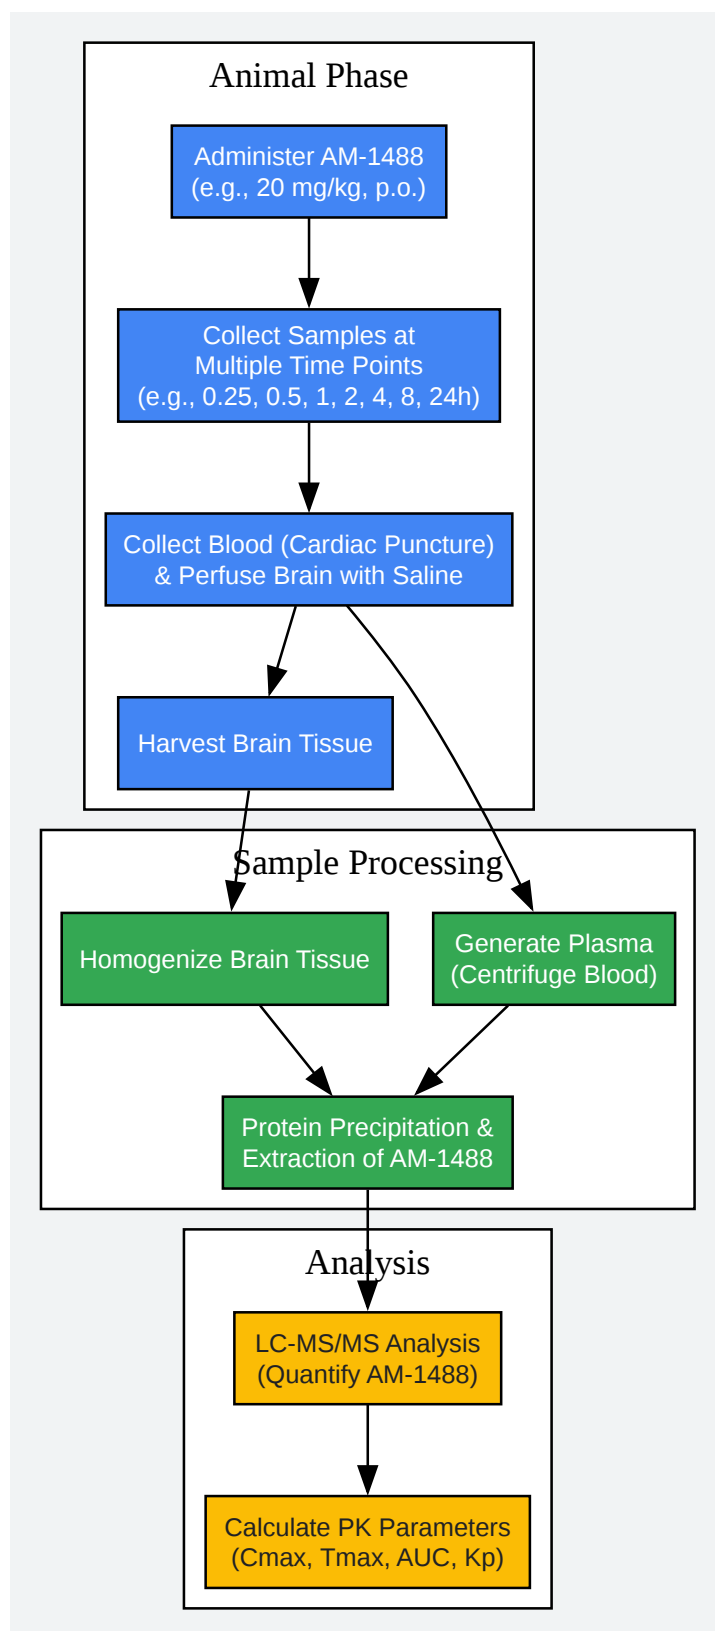 Animal Phase
Administer AM-1488
(e.g., 20 mg/kg, p.o.)
Collect Samples at
Multiple Time Points
(e.g., 0.25, 0.5, 1, 2, 4, 8, 24h)
Collect Blood (Cardiac Puncture)
& Perfuse Brain with Saline
Harvest Brain Tissue
Sample Processing
Homogenize Brain Tissue
Generate Plasma
(Centrifuge Blood)
Protein Precipitation &
Extraction of AM-1488
Analysis
LC-MS/MS Analysis
(Quantify AM-1488)
Calculate PK Parameters
(Cmax, Tmax, AUC, Kp)